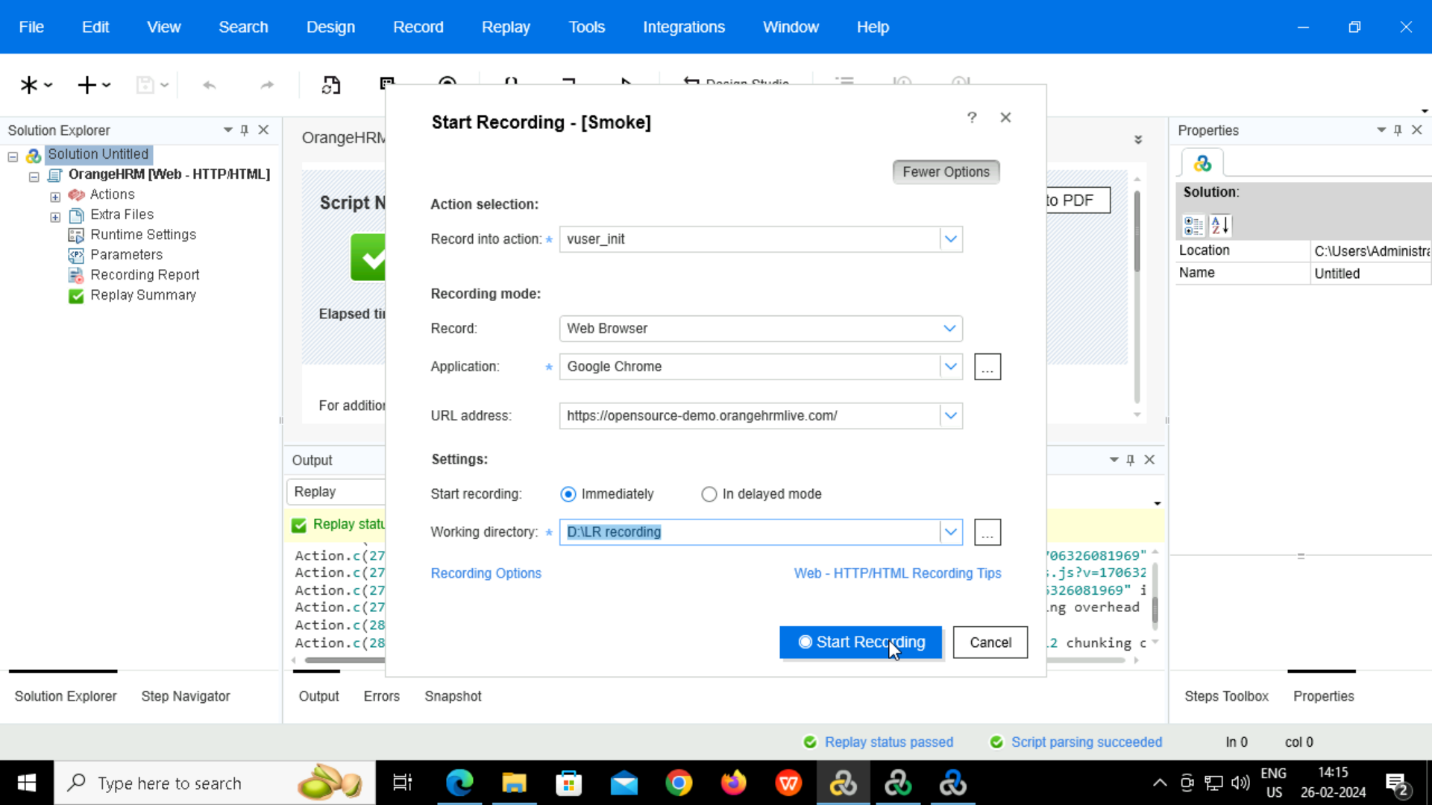 File Edit View Search Design Record Replay Tools Integrations Window Help
Design Studio
Solution Explorer
Solution Untitled
OrangeHRM [Web - HTTP/HTML]
Actions
Extra Files
Runtime Settings
Parameters
Recording Report
Replay Summary
OrangeHRM
Script N
Elapsed ti
For additio
to PDF
Start Recording - [Smoke]
Fewer Options
Action selection:
Record into action: * vuser_init
Recording mode:
Record: Web Browser
Application: * Google Chrome ...
URL address: https://opensource-demo.orangehrmlive.com/
Settings:
Start recording: Immediately In delayed mode
Working directory: * D:\LR recording ...
Recording Options Web - HTTP/HTML Recording Tips
Start Recording Cancel
Properties
Solution:
Location C:\Users\Administra
Name Untitled
Output
Replay
Replay statu
Action.c(27 '06326081969"
Action.c(27 s.js?v=170632
Action.c(27 326081969" i
Action.c(27 ng overhead
Action.c(28
Action.c(28 .2 chunking c
Solution Explorer Step Navigator Output Errors Snapshot Steps Toolbox Properties
Replay status passed Script parsing succeeded ln 0 col 0
Type here to search
ENG
US
14:15
26-02-2024
2